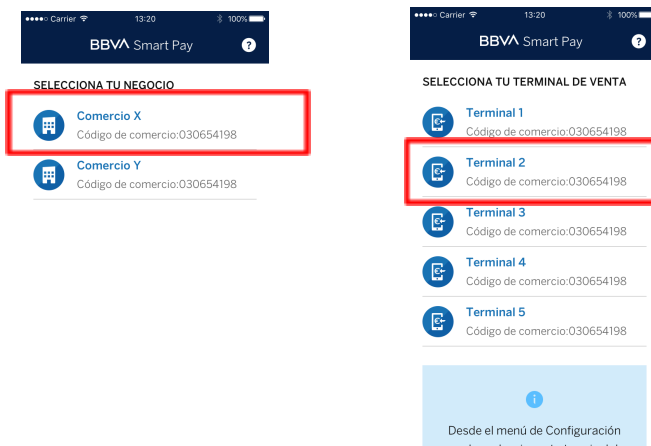 Carrier 13:20 100%
BBVA Smart Pay ?
SELECCIONA TU NEGOCIO
Comercio X
Código de comercio:030654198
Comercio Y
Código de comercio:030654198
Carrier 13:20 100%
BBVA Smart Pay ?
SELECCIONA TU TERMINAL DE VENTA
Terminal 1
Código de comercio:030654198
Terminal 2
Código de comercio:030654198
Terminal 3
Código de comercio:030654198
Terminal 4
Código de comercio:030654198
Terminal 5
Código de comercio:030654198
i
Desde el menú de Configuración